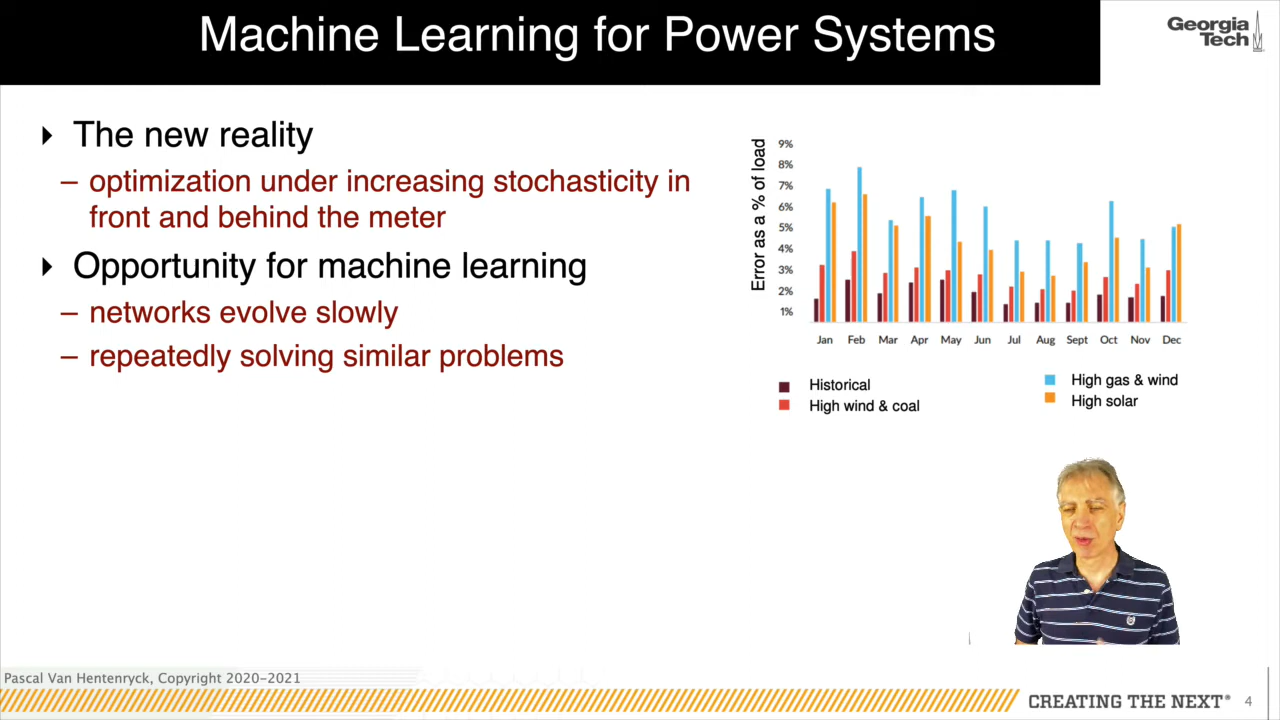 Machine Learning for Power Systems
Georgia
Tech
The new reality
– optimization under increasing stochasticity in
front and behind the meter
Opportunity for machine learning
– networks evolve slowly
– repeatedly solving similar problems
Error as a % of load
9%
8%
7%
6%
5%
4%
3%
2%
1%
Jan Feb Mar Apr May Jun Jul Aug Sept Oct Nov Dec
Historical
High wind & coal
High gas & wind
High solar
Pascal Van Hentenryck, Copyright 2020-2021
CREATING THE NEXT®
4